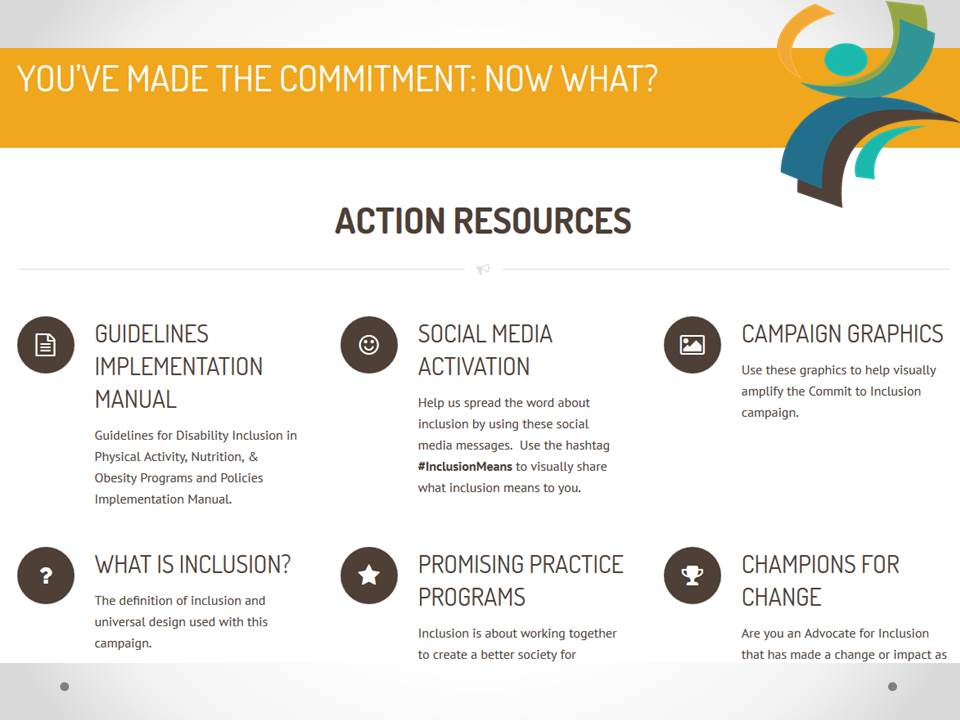 YOU'VE MADE THE COMMITMENT: NOW WHAT?
ACTION RESOURCES
GUIDELINES
IMPLEMENTATION
MANUAL
Guidelines for Disability Inclusion in
Physical Activity, Nutrition, &
Obesity Programs and Policies
Implementation Manual.
SOCIAL MEDIA
ACTIVATION
Help us spread the word about
inclusion by using these social
media messages. Use the hashtag
#InclusionMeans to visually share
what inclusion means to you.
CAMPAIGN GRAPHICS
Use these graphics to help visually
amplify the Commit to Inclusion
campaign.
WHAT IS INCLUSION?
The definition of inclusion and
universal design used with this
campaign.
PROMISING PRACTICE
PROGRAMS
Inclusion is about working together
to create a better society for
CHAMPIONS FOR
CHANGE
Are you an Advocate for Inclusion
that has made a change or impact as